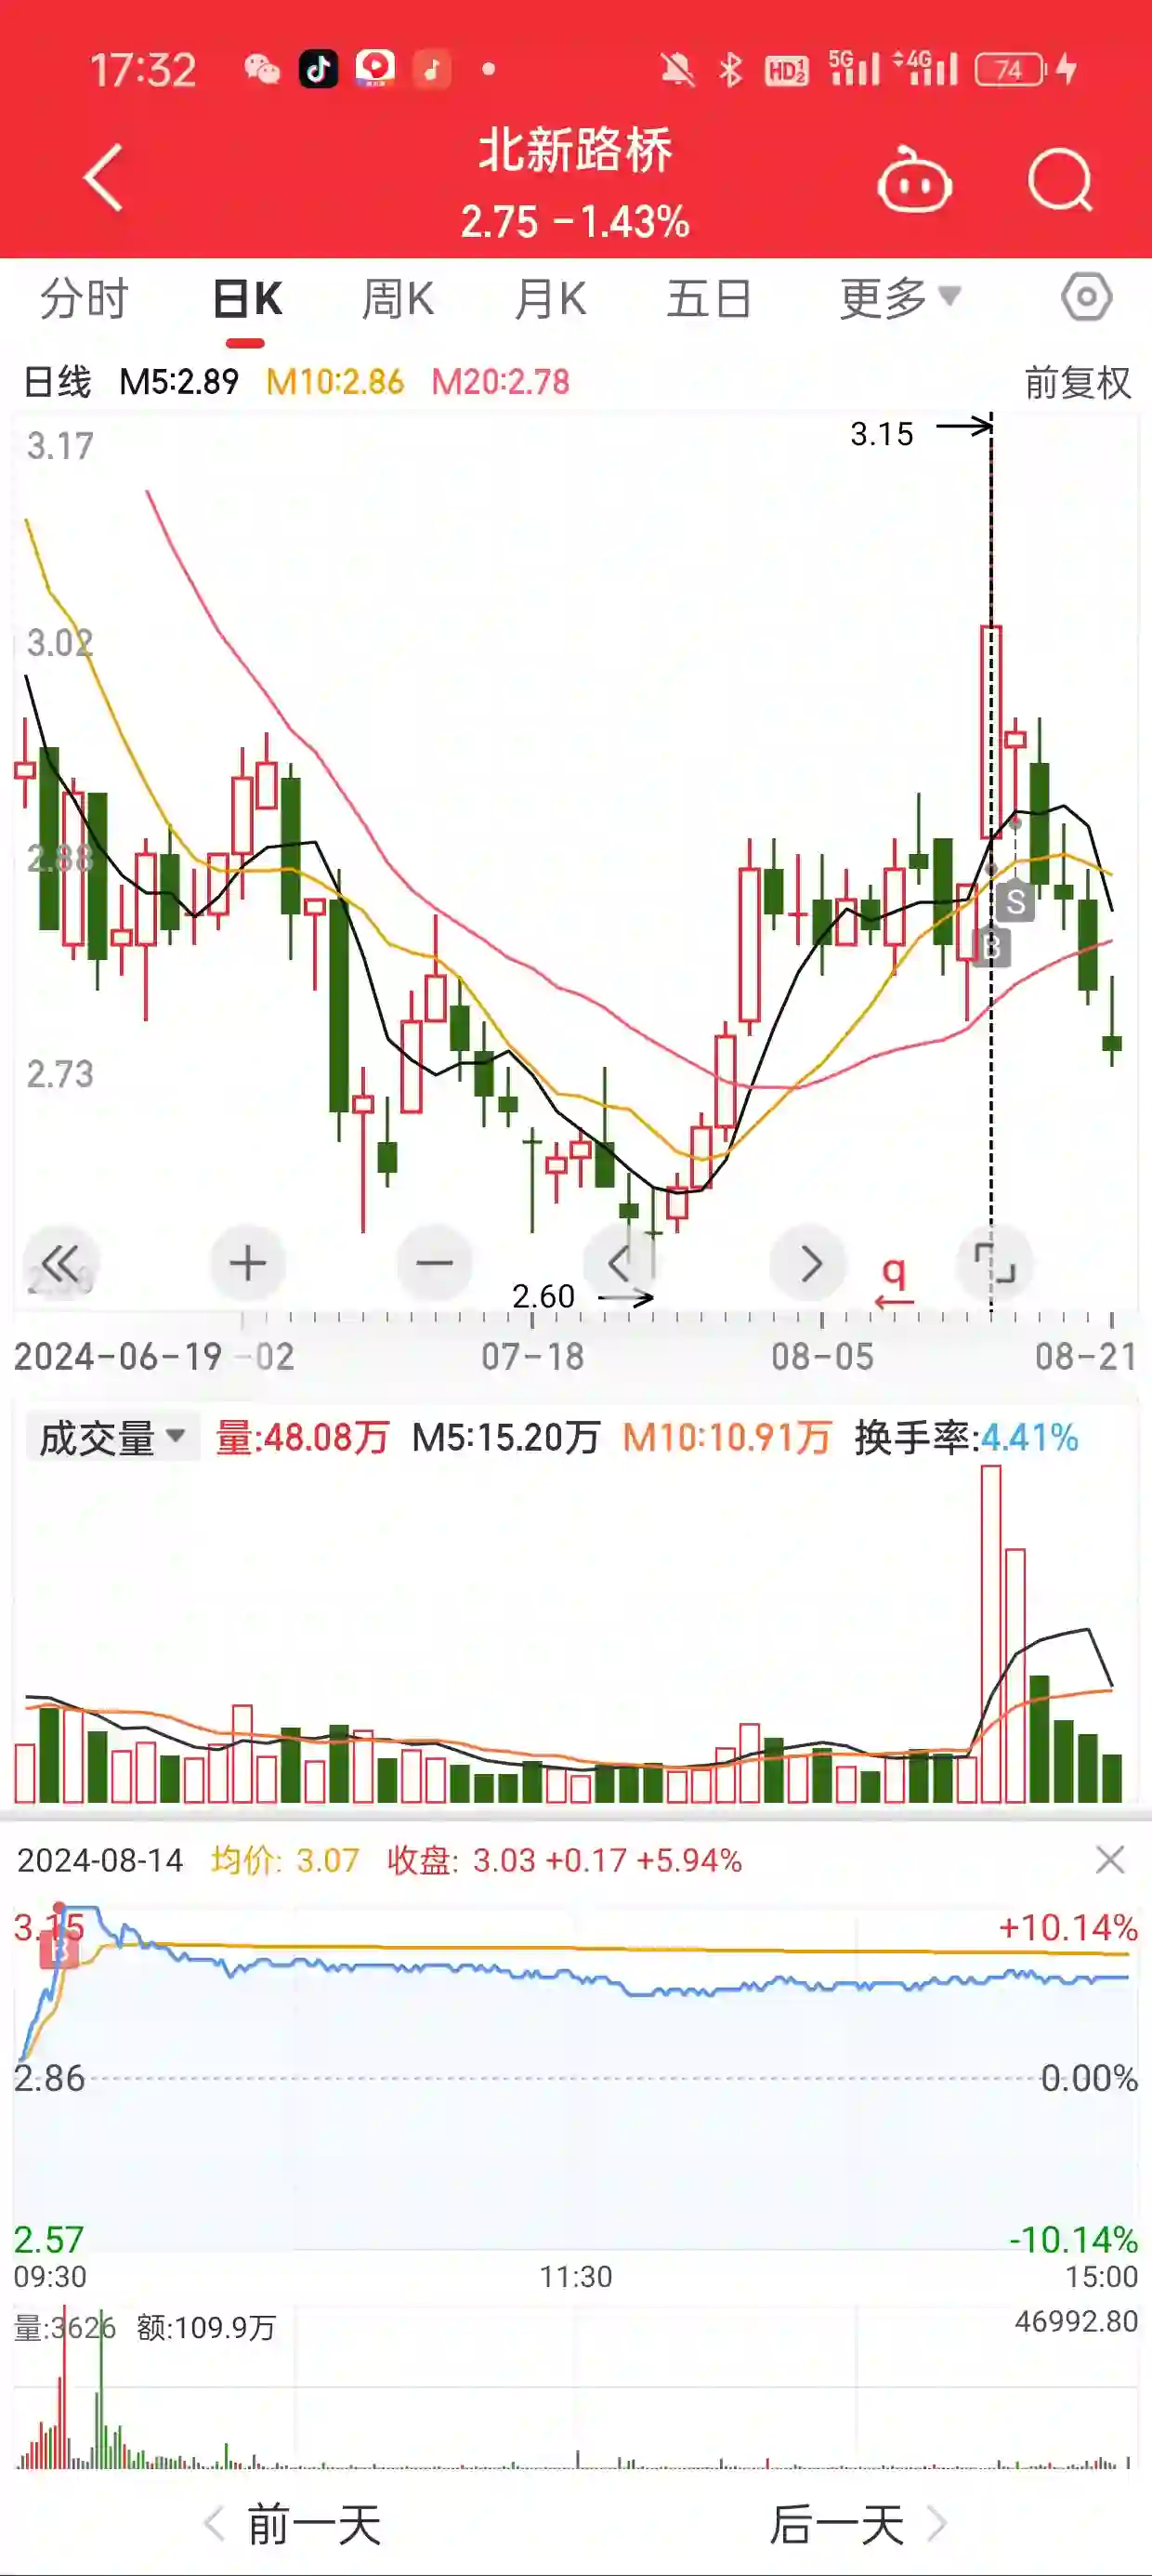 17:32 HD 1 2 5G 4G 74
北新路桥
2.75 -1.43%
分时 日K 周K 月K 五日 更多
日线 M5:2.89 M10:2.86 M20:2.78 前复权
3.15
3.17
3.02
2.88
2.73
S
B
q
2.60
2024-06-19 -02 07-18 08-05 08-21
成交量 量:48.08万 M5:15.20万 M10:10.91万 换手率:4.41%
2024-08-14 均价: 3.07 收盘: 3.03 +0.17 +5.94%
3.15 +10.14%
B
2.86 0.00%
2.57 -10.14%
09:30 11:30 15:00
量:3626 额:109.9万 46992.80
前一天 后一天